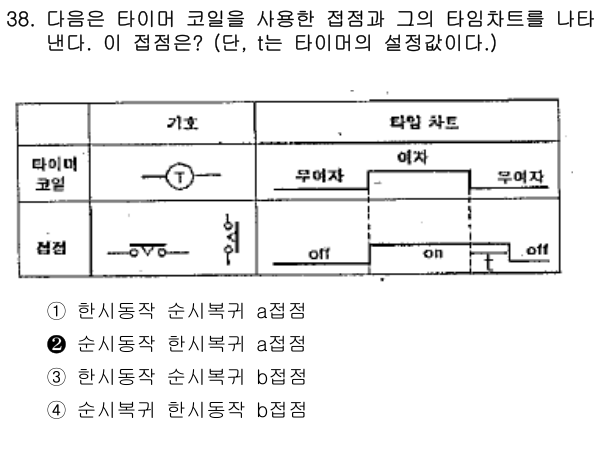 38. 다음은 타이머 코일을 사용한 접점과 그의 타임차트를 나타
낸다. 이 접점은? (단, t는 타이머의 설정값이다.)
기호 타임 차트
타이머
코일
T
무여자 여자 무여자
접점
off on t off
① 한시동작 순시복귀 a접점
❷ 순시동작 한시복귀 a접점
③ 한시동작 순시복귀 b접점
④ 순시복귀 한시동작 b접점